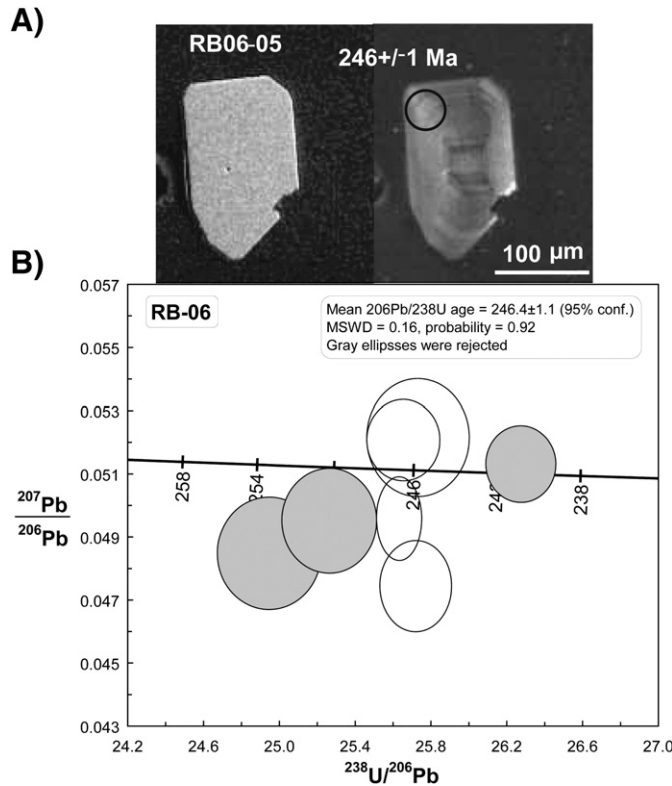 A)
RB06-05
246+/-1 Ma
100 µm
B)
0.057
0.055
0.053
0.051
0.049
0.047
0.045
0.043
RB-06
Mean 206Pb/238U age = 246.4±1.1 (95% conf.)
MSWD = 0.16, probability = 0.92
Gray ellipsses were rejected
258
254
246
238
207Pb
206Pb
24.2
24.6
25.0
25.4
25.8
26.2
26.6
27.0
238U/206Pb